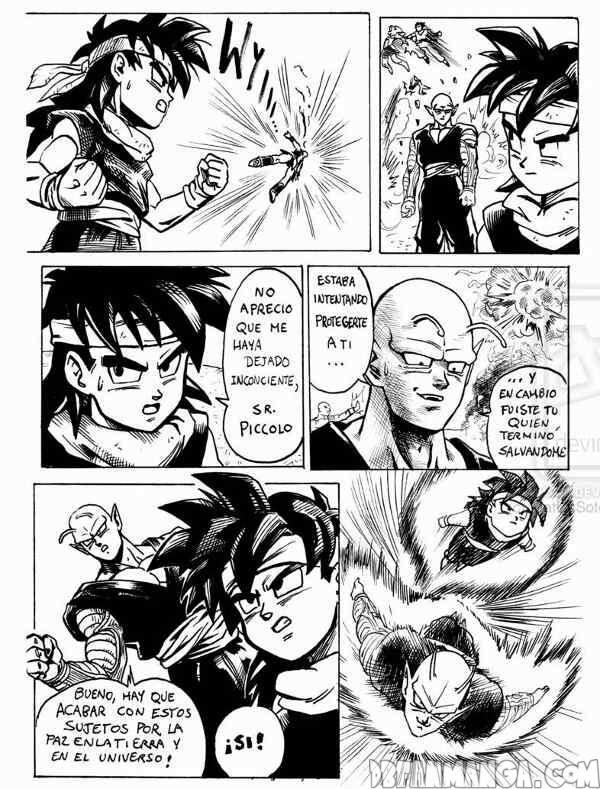 WY
NO
APRECIO
QUE ME
HAYA
DEJADO
INCONCIENTE,
SR.
PICCOLO
ESTABA
INTENTANDO
PROTEGERTE
A TI
...
... Y
EN CAMBIO
FUISTE TU
QUIEN
TERMINO
SALVANDOME
BUENO, HAY QUE
ACABAR CON ESTOS
SUJETOS POR LA
PAZ EN LA TIERRA Y
EN EL UNIVERSO!
¡SI!
DBFANMANGA.COM